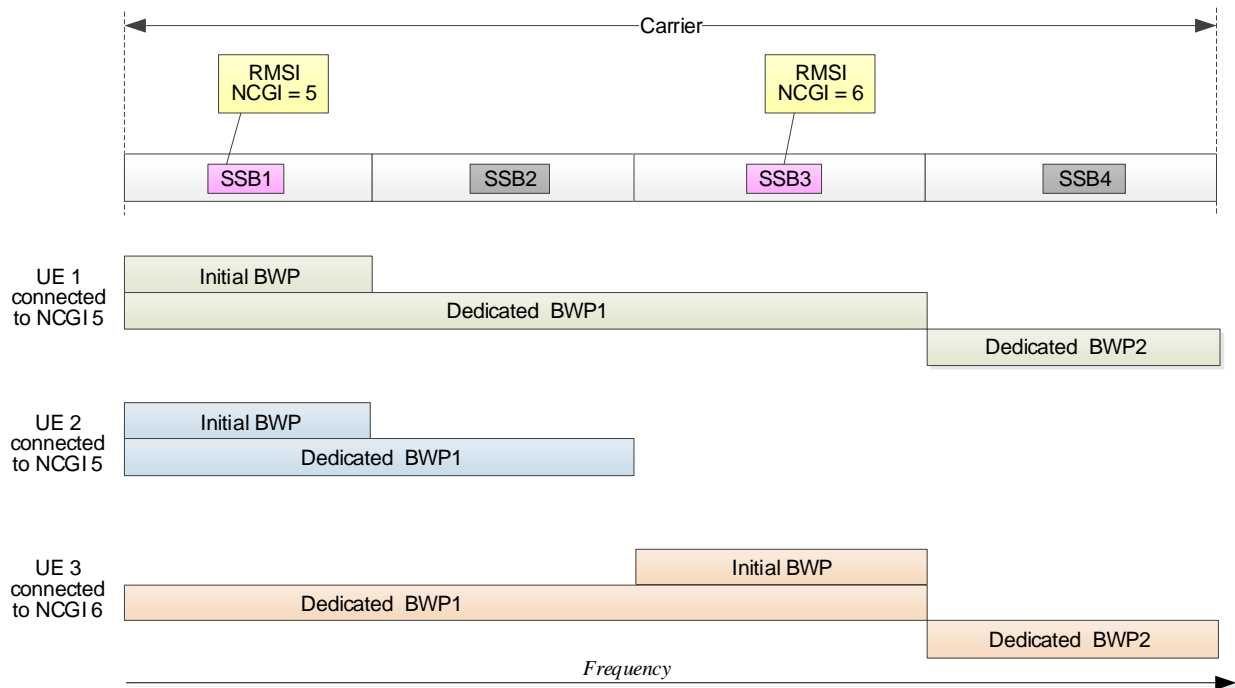 Carrier
RMSI
NCGI = 5
RMSI
NCGI = 6
SSB1
SSB2
SSB3
SSB4
UE 1
connected
to NCGI 5
Initial BWP
Dedicated BWP1
Dedicated BWP2
UE 2
connected
to NCGI 5
Initial BWP
Dedicated BWP1
UE 3
connected
to NCGI 6
Initial BWP
Dedicated BWP1
Dedicated BWP2
Frequency